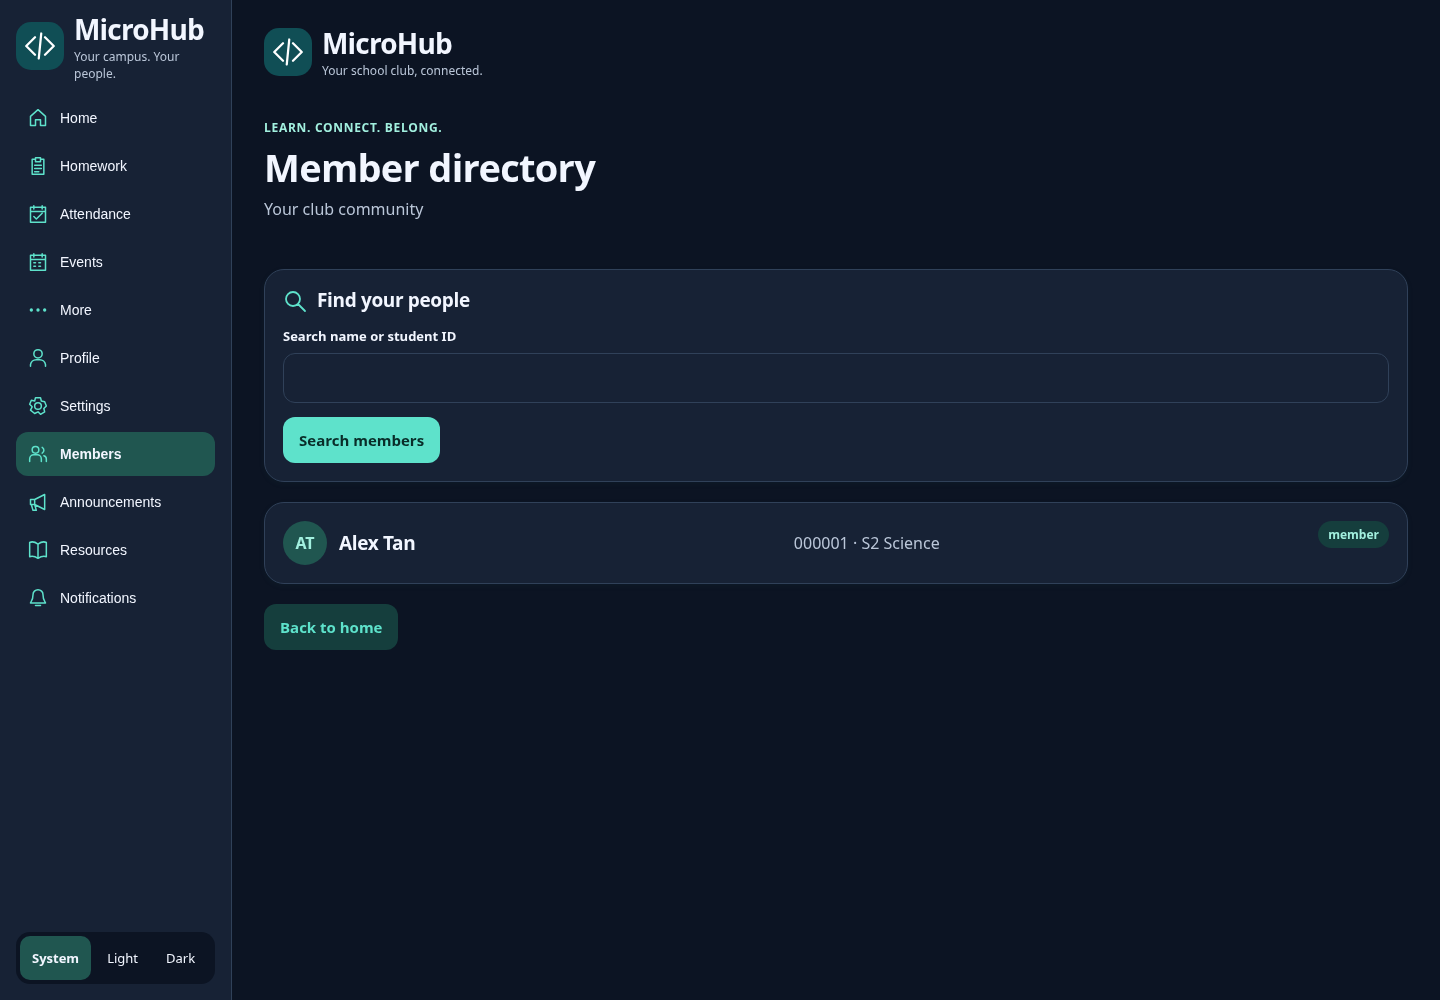 MicroHub
Your campus. Your
people.
Home
Homework
Attendance
Events
More
Profile
Settings
Members
Announcements
Resources
Notifications
System Light Dark
MicroHub
Your school club, connected.
LEARN. CONNECT. BELONG.
Member directory
Your club community
Find your people
Search name or student ID
Search members
AT Alex Tan 000001 · S2 Science member
Back to home